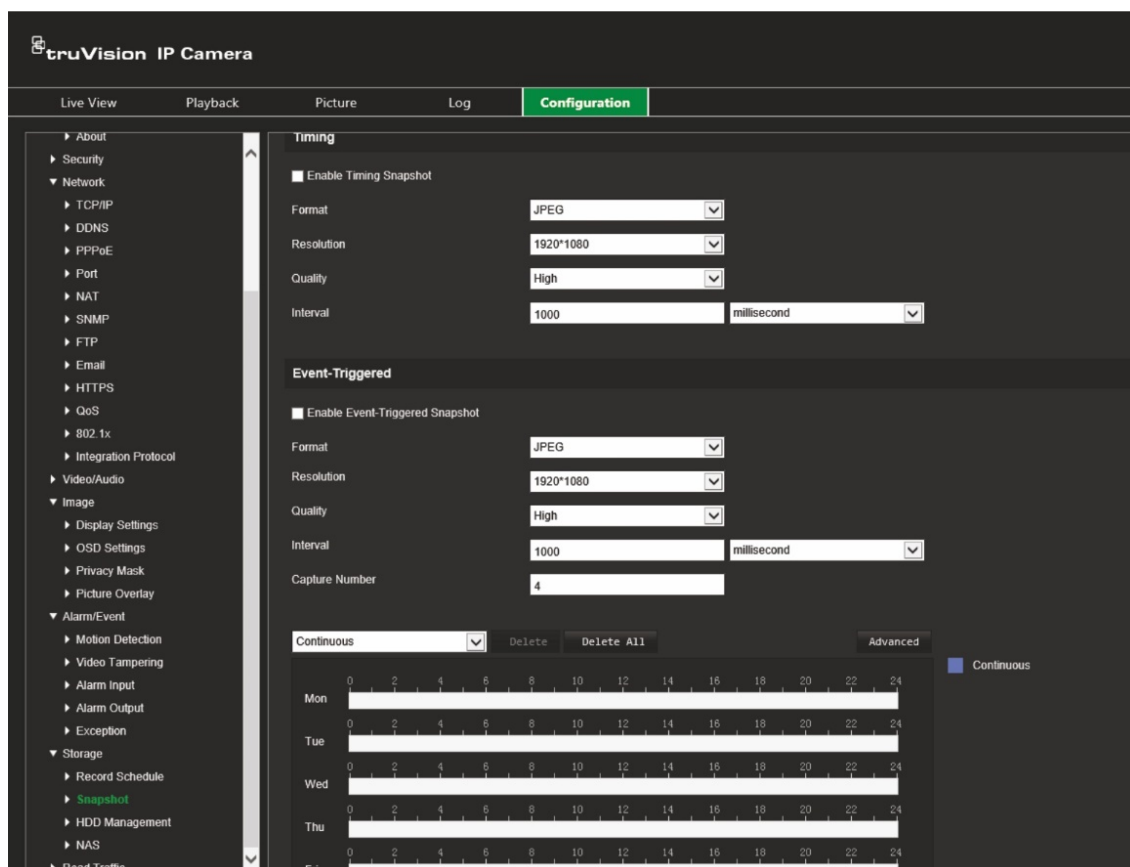 truVision IP Camera
Live View Playback Picture Log Configuration
About
Security
Network
TCP/IP
DDNS
PPPoE
Port
NAT
SNMP
FTP
Email
HTTPS
QoS
802.1x
Integration Protocol
Video/Audio
Image
Display Settings
OSD Settings
Privacy Mask
Picture Overlay
Alarm/Event
Motion Detection
Video Tampering
Alarm Input
Alarm Output
Exception
Storage
Record Schedule
Snapshot
HDD Management
NAS
Road Traffic
Timing
Enable Timing Snapshot
Format JPEG
Resolution 1920*1080
Quality High
Interval 1000 millisecond
Event-Triggered
Enable Event-Triggered Snapshot
Format JPEG
Resolution 1920*1080
Quality High
Interval 1000 millisecond
Capture Number 4
Continuous Delete Delete All Advanced
Continuous
0 2 4 6 8 10 12 14 16 18 20 22 24
Mon
0 2 4 6 8 10 12 14 16 18 20 22 24
Tue
0 2 4 6 8 10 12 14 16 18 20 22 24
Wed
0 2 4 6 8 10 12 14 16 18 20 22 24
Thu
0 2 4 6 8 10 12 14 16 18 20 22 24